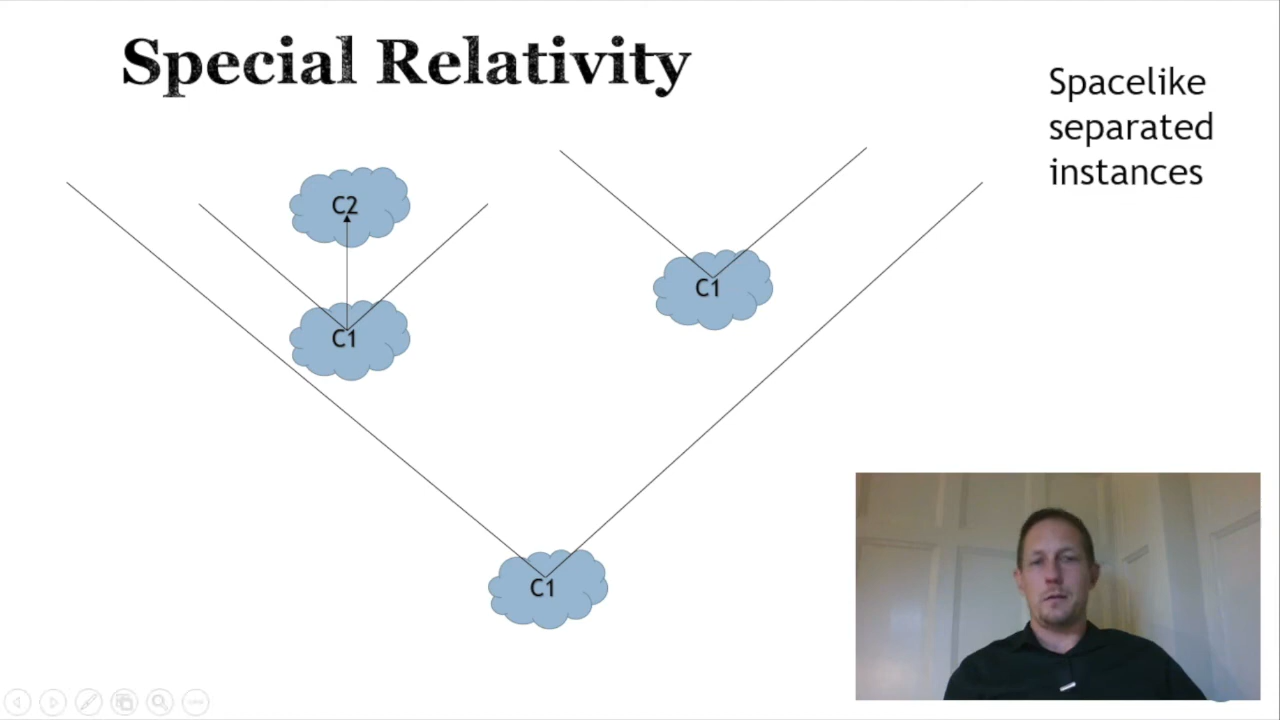 Special Relativity
Spacelike
separated
instances
C2
C1
C1
C1